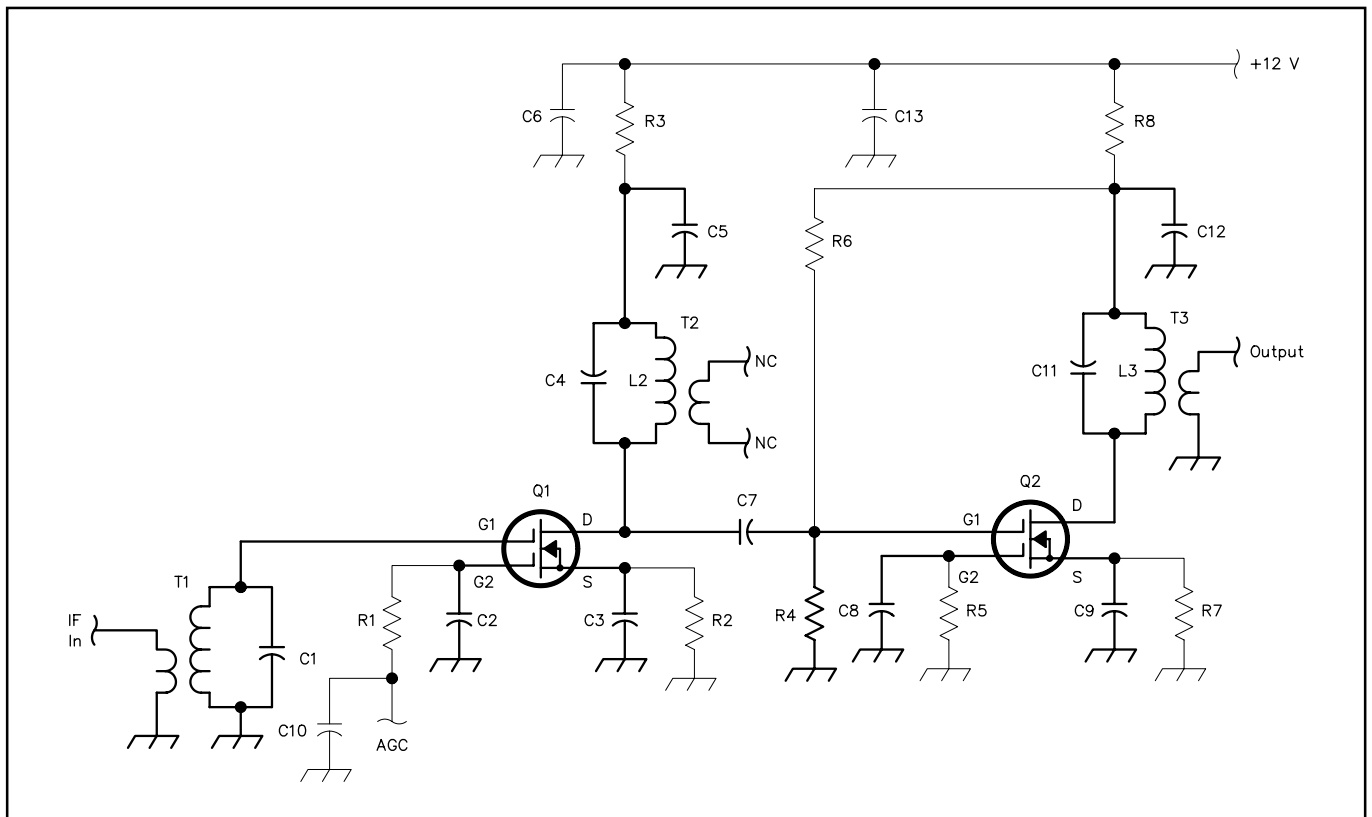 +12 V
C6
R3
C13
R8
C5
R6
C12
T2
T3
NC
Output
C4
L2
C11
L3
NC
Q1
C7
Q2
D
D
G1
G1
T1
G2
S
G2
S
IF
In
R1
C2
C3
R2
R4
C8
R5
C9
R7
C1
C10
AGC